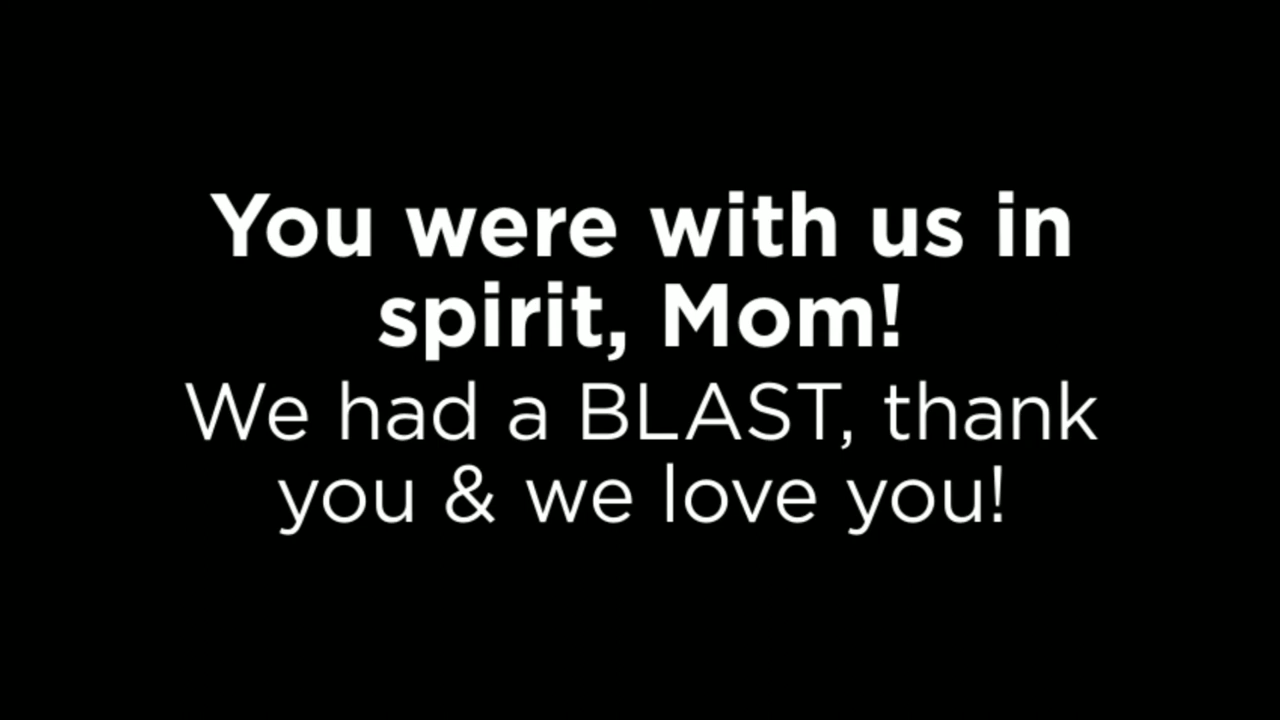 You were with us in
spirit, Mom!
We had a BLAST, thank
you & we love you!